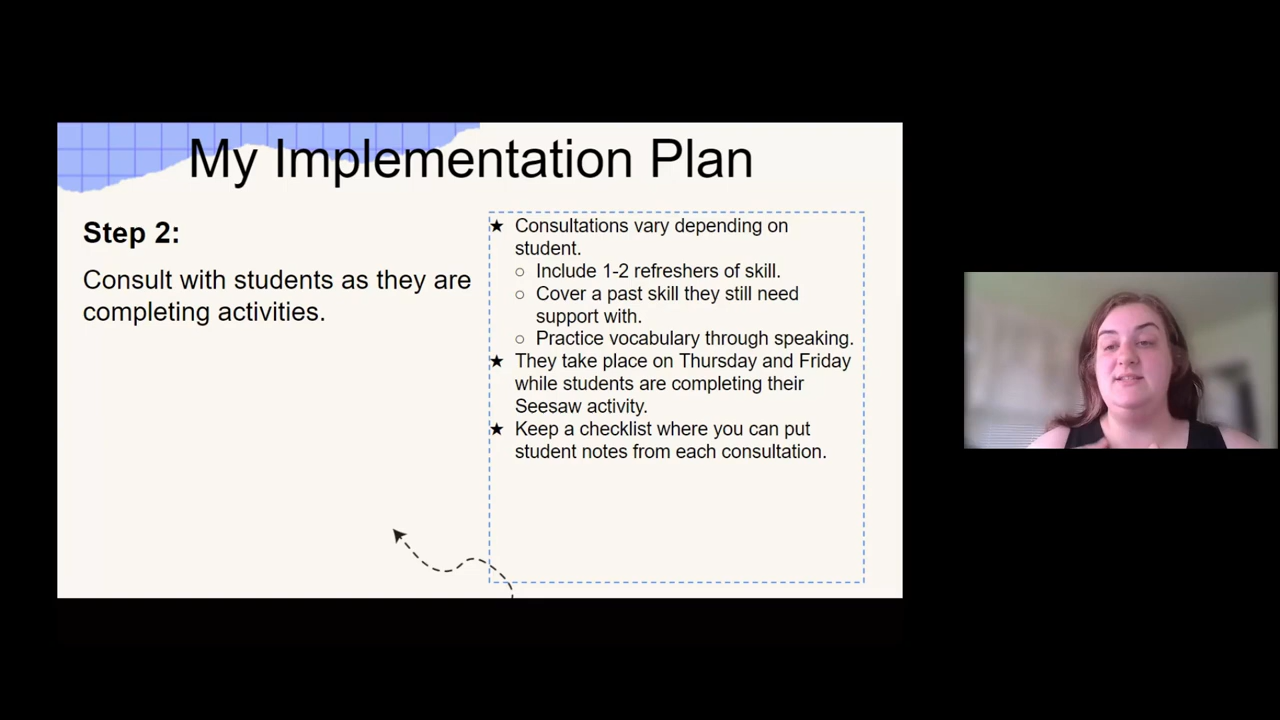 My Implementation Plan
Step 2:
Consult with students as they are
completing activities.
★ Consultations vary depending on
student.
○ Include 1-2 refreshers of skill.
○ Cover a past skill they still need
support with.
○ Practice vocabulary through speaking.
★ They take place on Thursday and Friday
while students are completing their
Seesaw activity.
★ Keep a checklist where you can put
student notes from each consultation.